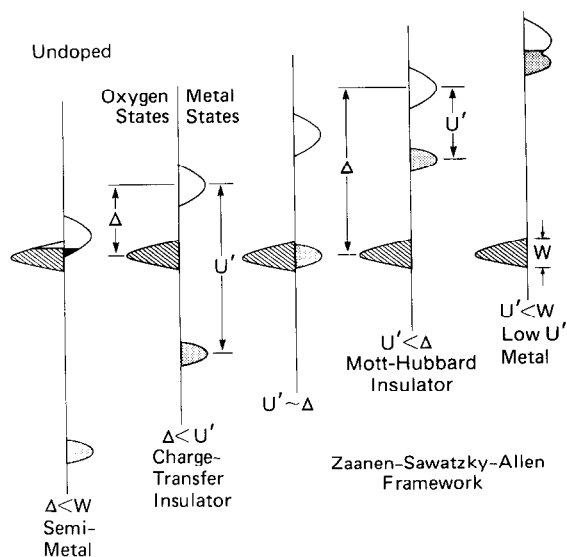 Undoped
Oxygen States
Metal States
Δ
U'
Δ
U'
W
Δ<W
Semi-
Metal
Δ<U'
Charge-
Transfer
Insulator
U'~Δ
U'<Δ
Mott-Hubbard
Insulator
U'<W
Low U'
Metal
Zaanen-Sawatzky-Allen
Framework